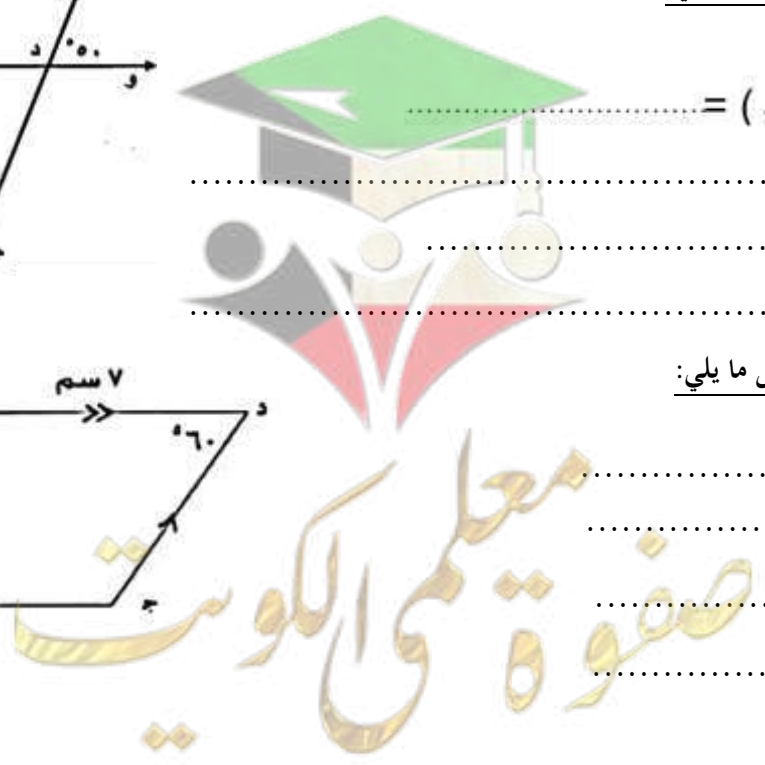 د ٥٠°
و
= (
ما يلي:
٧ سم
د
٦٠°
جـ
صفوة معلمي الكويت